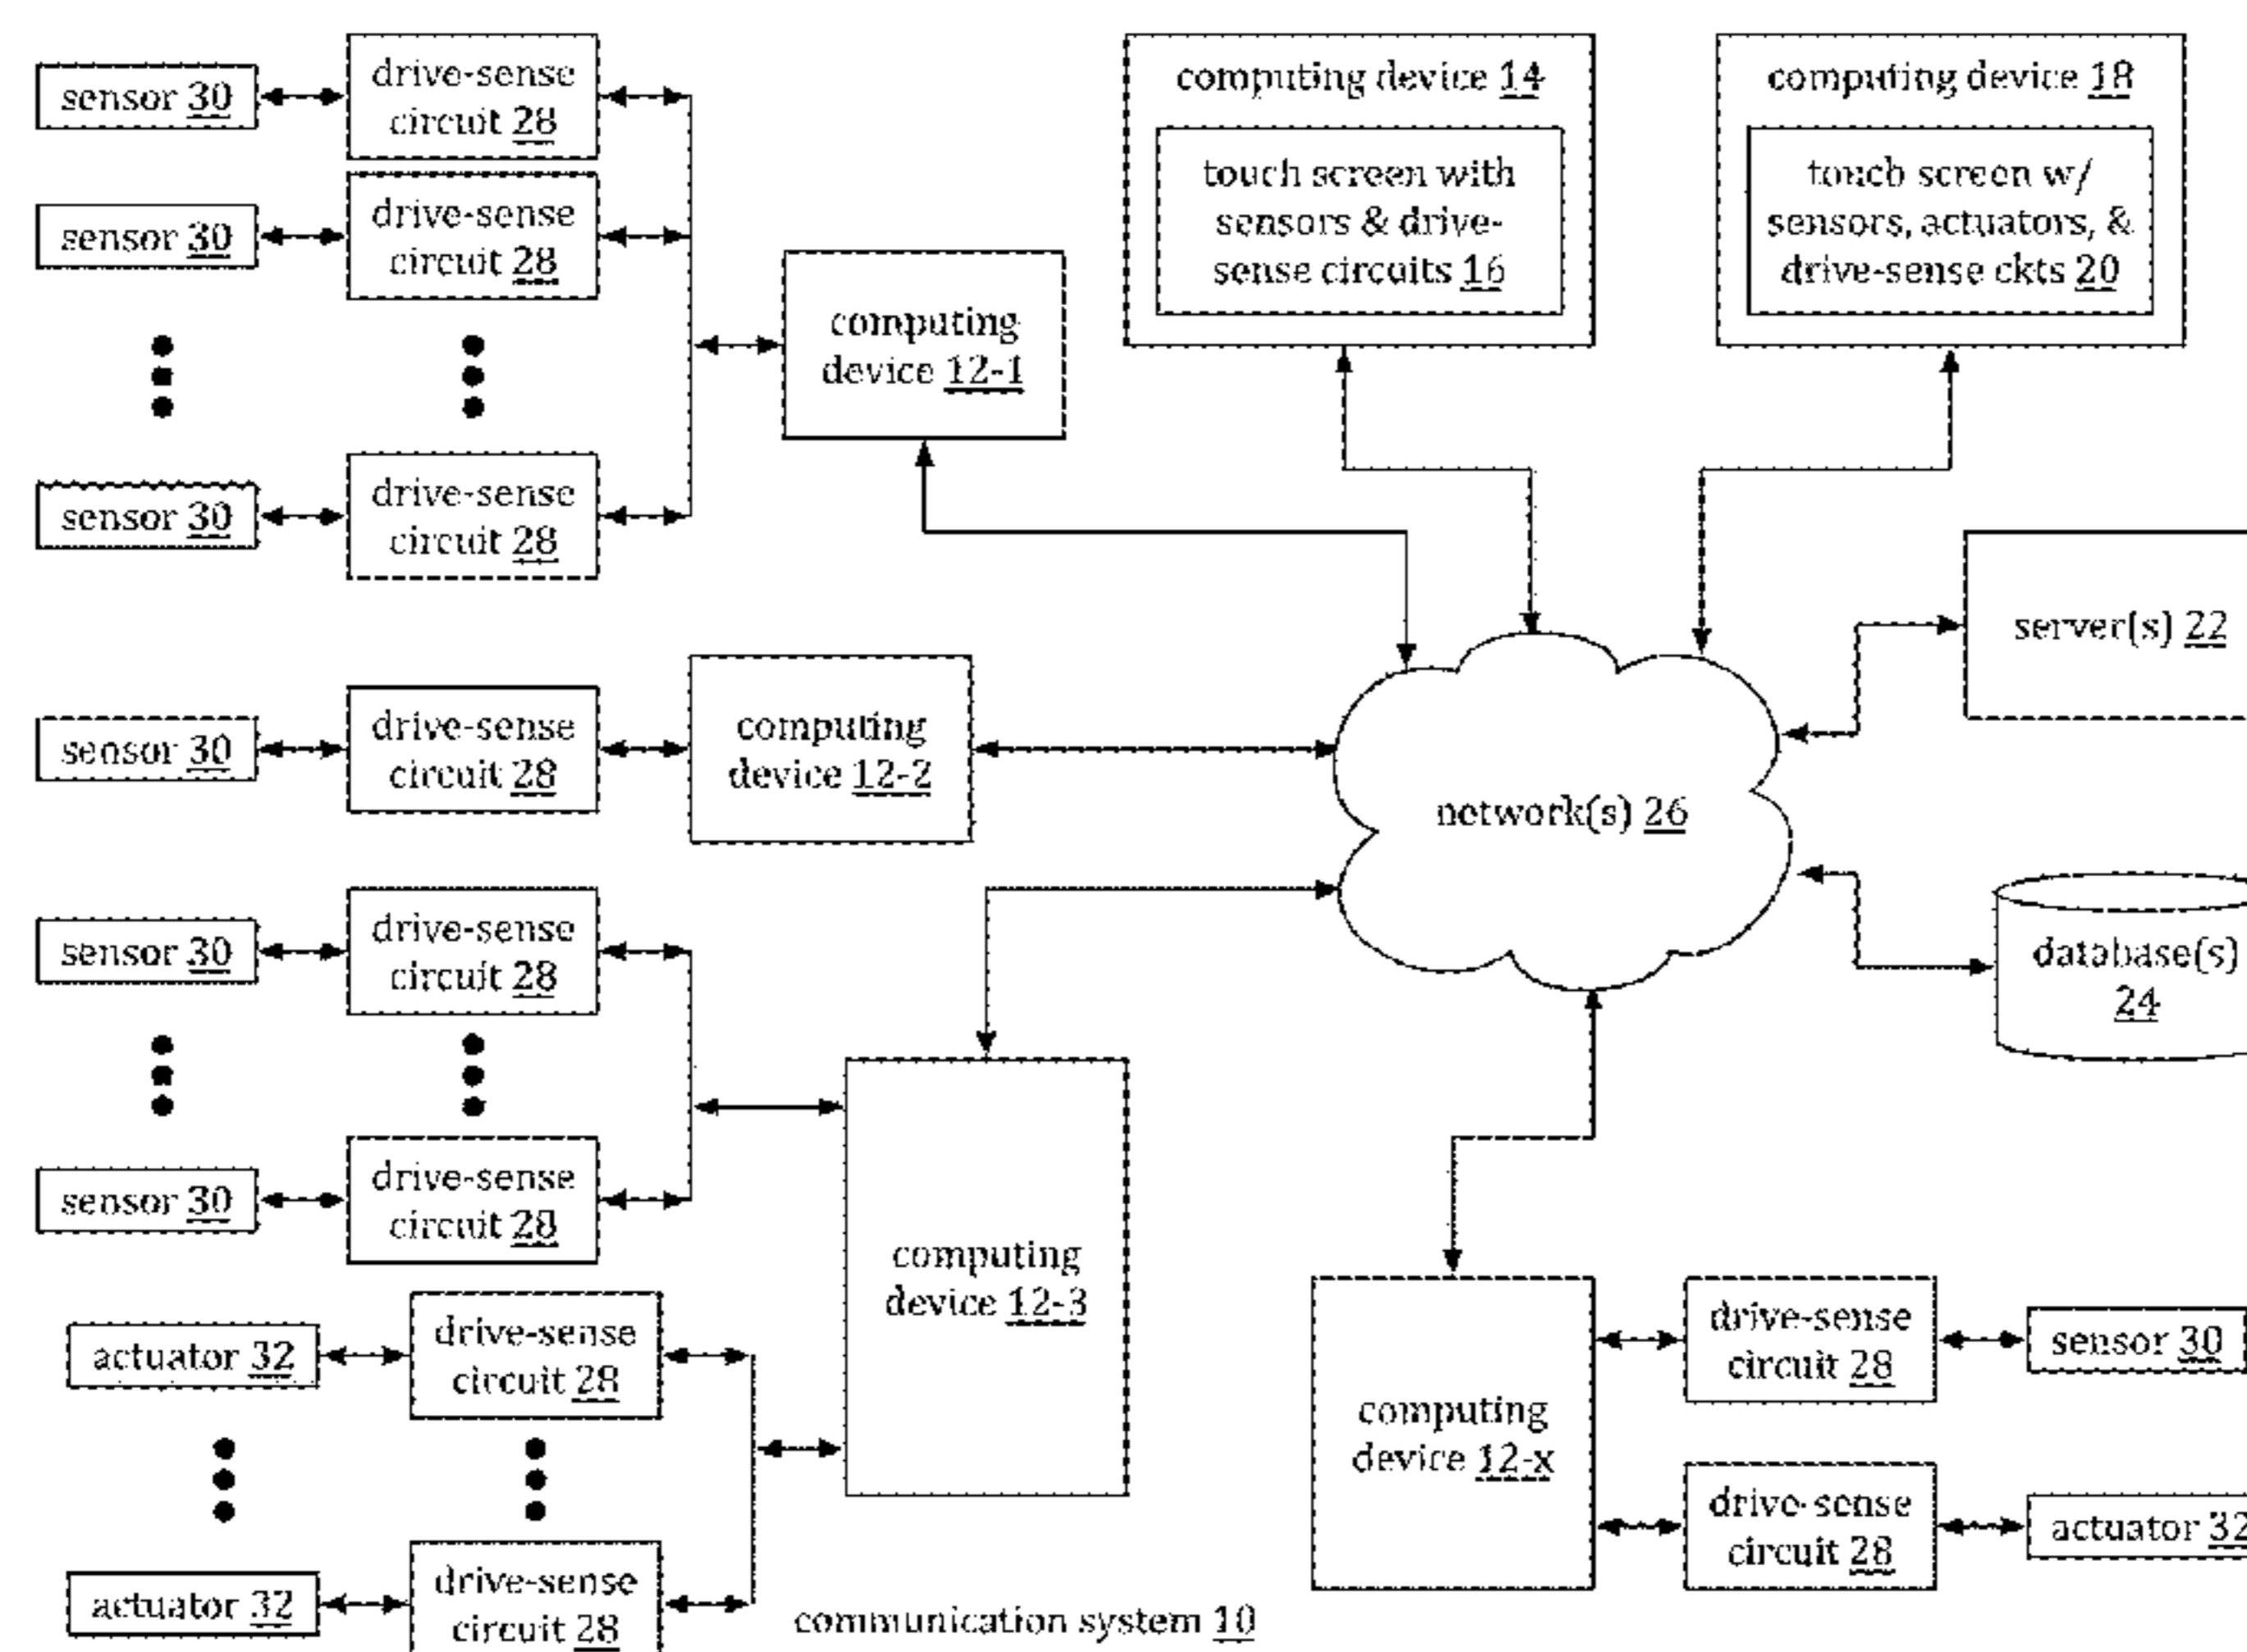 sensor 30
drive-sense
circuit 28
sensor 30
drive-sense
circuit 28
sensor 30
drive-sense
circuit 28
computing
device 12-1
computing device 14
touch screen with
sensors & drive-
sense circuits 16
computing device 18
touch screen w/
sensors, actuators, &
drive-sense ckts 20
server(s) 22
sensor 30
drive-sense
circuit 28
computing
device 12-2
network(s) 26
database(s)
24
sensor 30
drive-sense
circuit 28
sensor 30
drive-sense
circuit 28
computing
device 12-3
actuator 32
drive-sense
circuit 28
actuator 32
drive-sense
circuit 28
computing
device 12-x
drive-sense
circuit 28
sensor 30
drive-sense
circuit 28
actuator 32
communication system 10